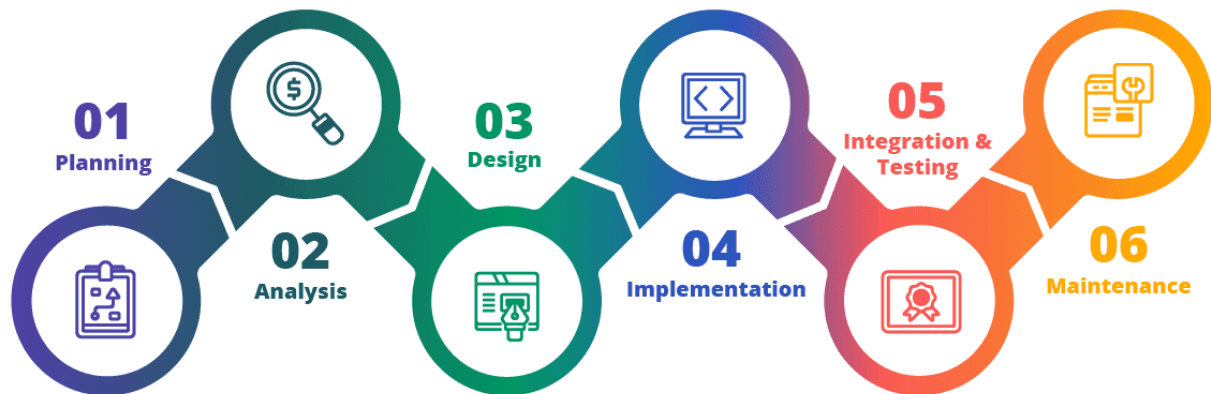 01
Planning
02
Analysis
03
Design
04
Implementation
05
Integration &
Testing
06
Maintenance